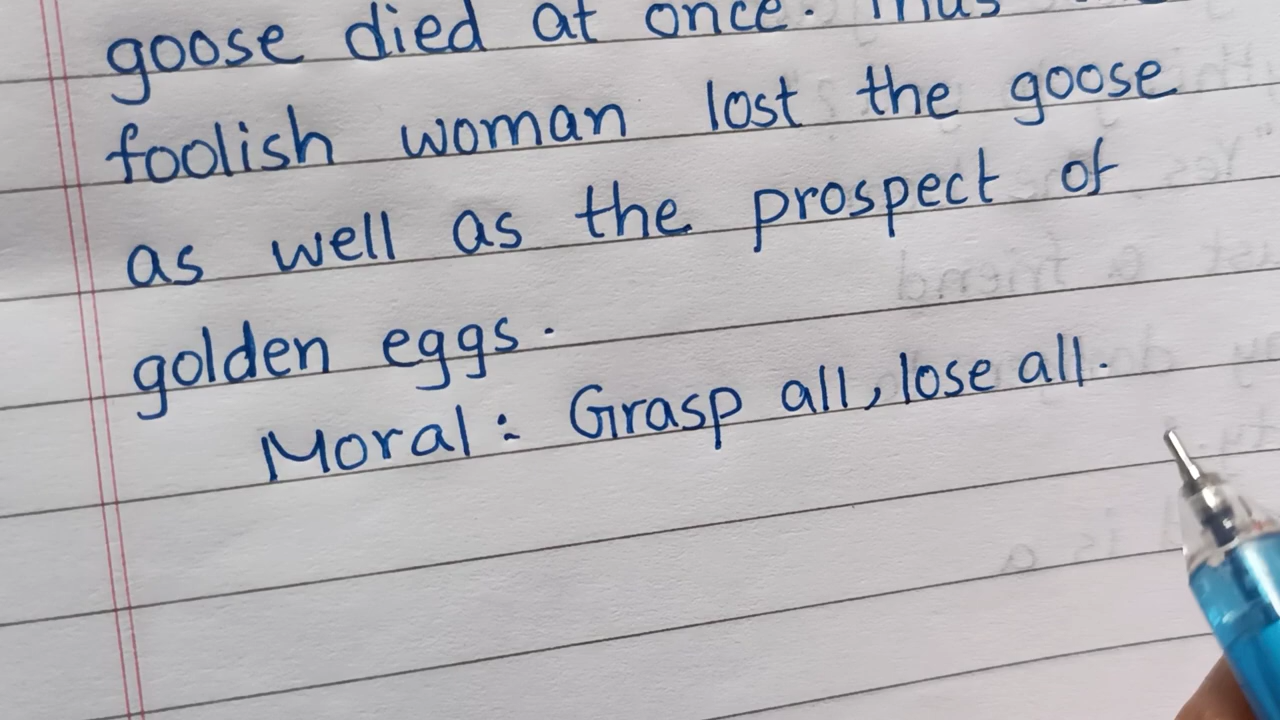 goose died at once. Thus
foolish woman lost the goose
as well as the prospect of
golden eggs.
Moral: Grasp all, lose all.